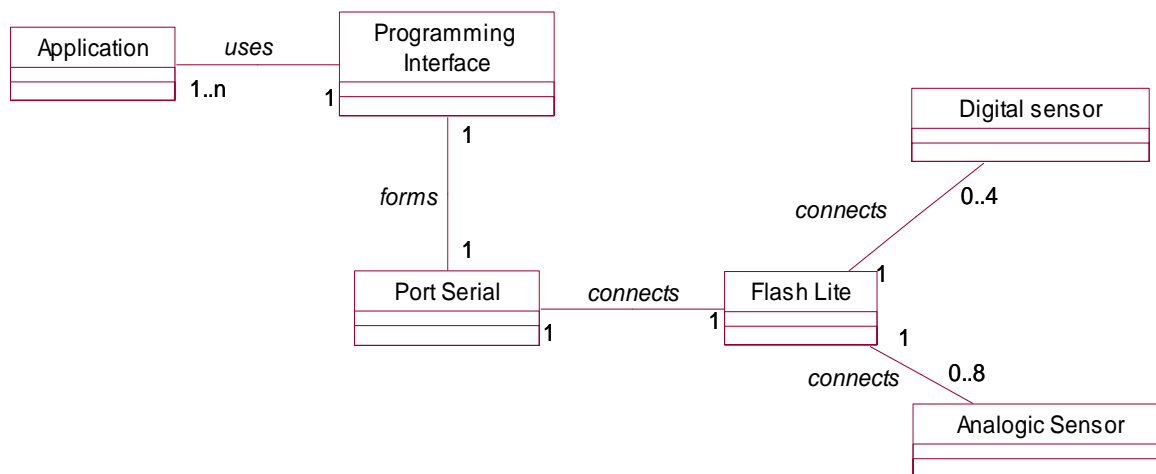 Application
uses
1..n
1
Programming
Interface
1
forms
1
Port Serial
1
connects
1
Flash Lite
1
connects
0..4
Digital sensor
1
connects
0..8
Analogic Sensor